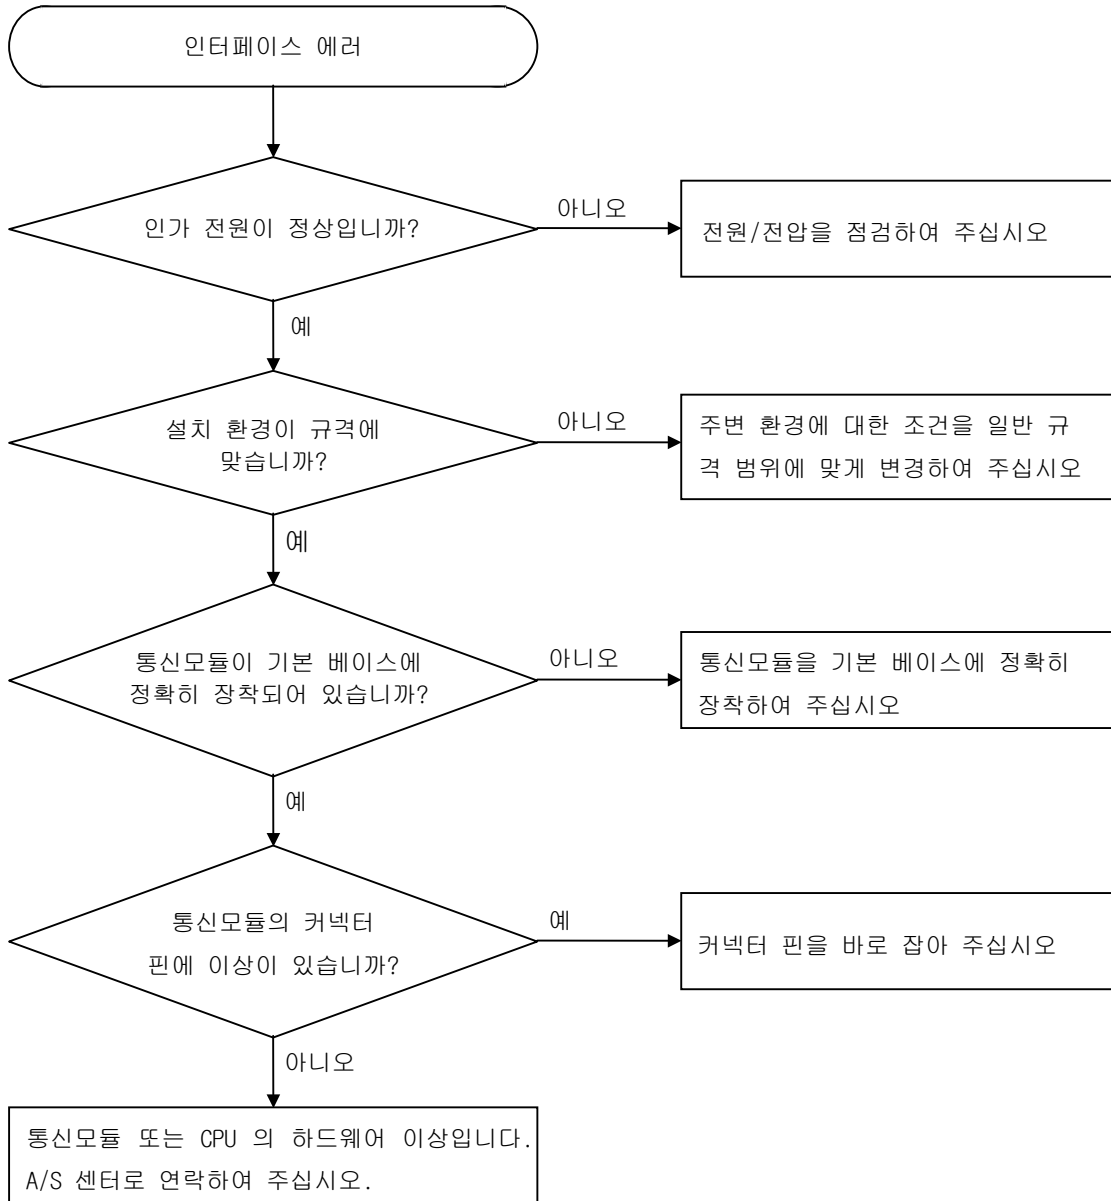 인터페이스 에러
인가 전원이 정상입니까?
아니오
전원/전압을 점검하여 주십시오
예
설치 환경이 규격에
맞습니까?
아니오
주변 환경에 대한 조건을 일반 규
격 범위에 맞게 변경하여 주십시오
예
통신모듈이 기본 베이스에
정확히 장착되어 있습니까?
아니오
통신모듈을 기본 베이스에 정확히
장착하여 주십시오
예
통신모듈의 커넥터
핀에 이상이 있습니까?
예
커넥터 핀을 바로 잡아 주십시오
아니오
통신모듈 또는 CPU 의 하드웨어 이상입니다.
A/S 센터로 연락하여 주십시오.